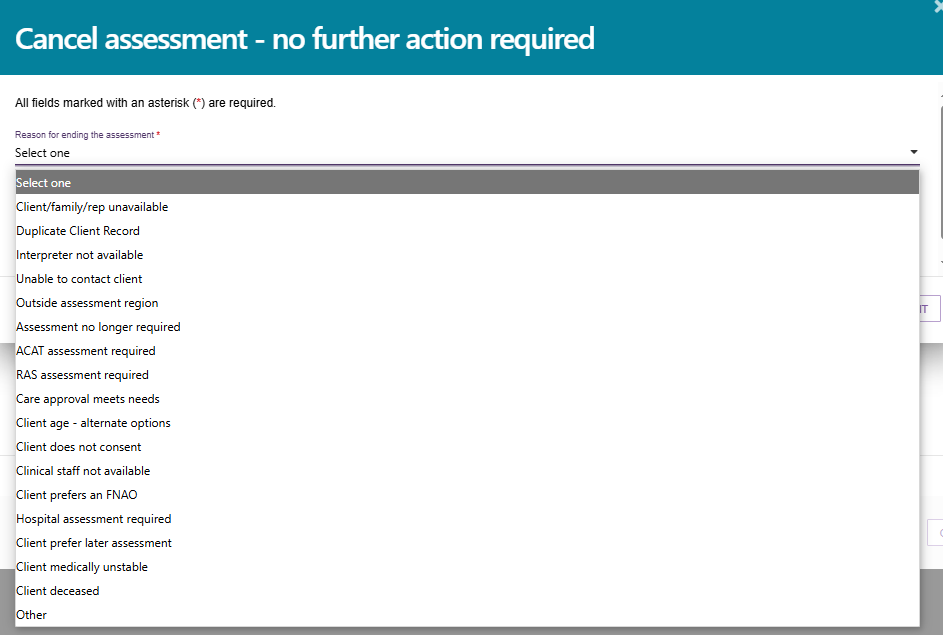 Cancel assessment - no further action required
All fields marked with an asterisk (*) are required.
Reason for ending the assessment *
Select one
Select one
Client/family/rep unavailable
Duplicate Client Record
Interpreter not available
Unable to contact client
Outside assessment region
Assessment no longer required
ACAT assessment required
RAS assessment required
Care approval meets needs
Client age - alternate options
Client does not consent
Clinical staff not available
Client prefers an FNAO
Hospital assessment required
Client prefer later assessment
Client medically unstable
Client deceased
Other